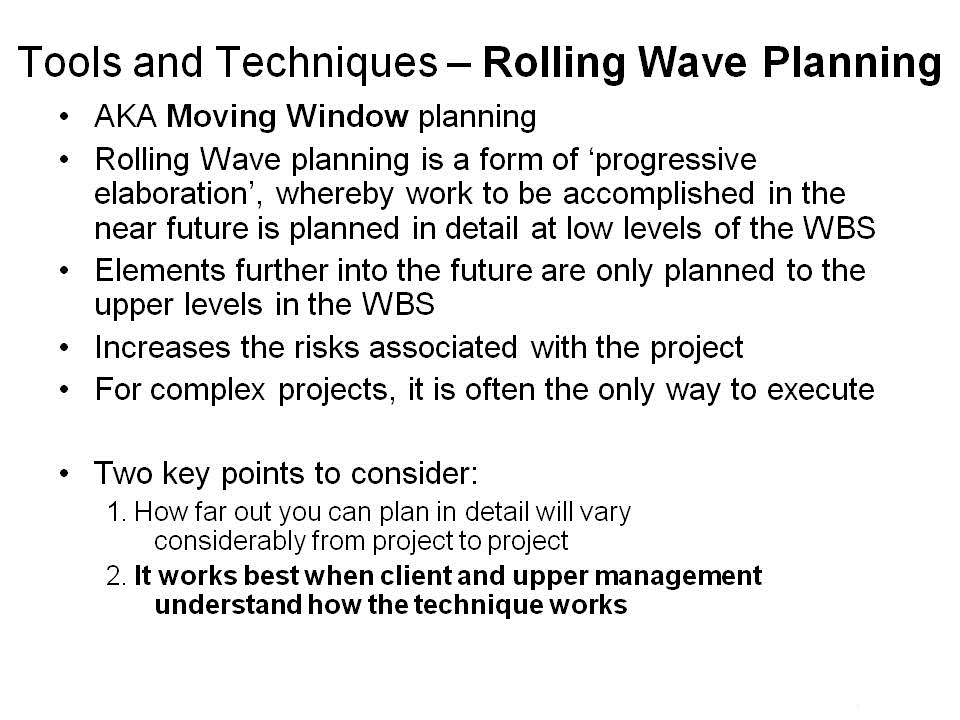 Tools and Techniques – Rolling Wave Planning
• AKA Moving Window planning
• Rolling Wave planning is a form of ‘progressive
elaboration’, whereby work to be accomplished in the
near future is planned in detail at low levels of the WBS
• Elements further into the future are only planned to the
upper levels in the WBS
• Increases the risks associated with the project
• For complex projects, it is often the only way to execute
• Two key points to consider:
1. How far out you can plan in detail will vary
considerably from project to project
2. It works best when client and upper management
understand how the technique works